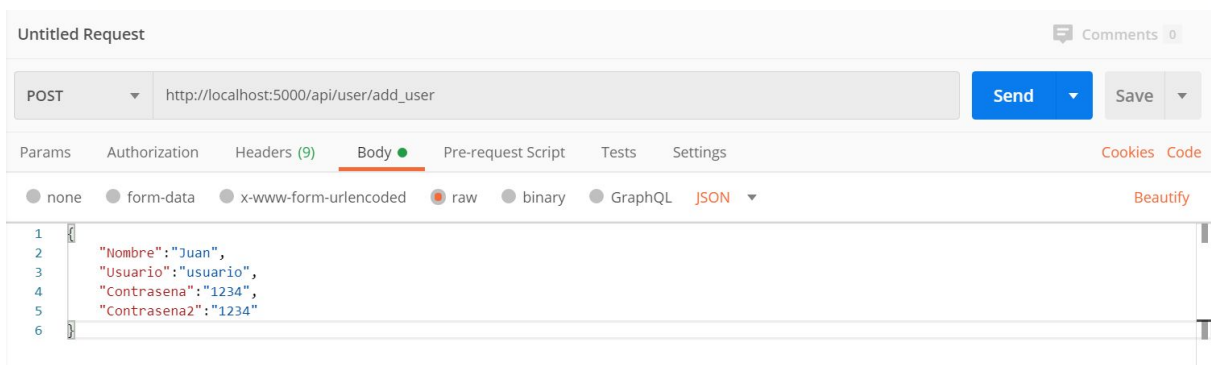 Untitled Request Comments 0
POST http://localhost:5000/api/user/add_user Send Save
Params Authorization Headers (9) Body Pre-request Script Tests Settings Cookies Code
none form-data x-www-form-urlencoded raw binary GraphQL JSON Beautify
1 {
2 "Nombre":"Juan",
3 "Usuario":"usuario",
4 "Contrasena":"1234",
5 "Contrasena2":"1234"
6 }